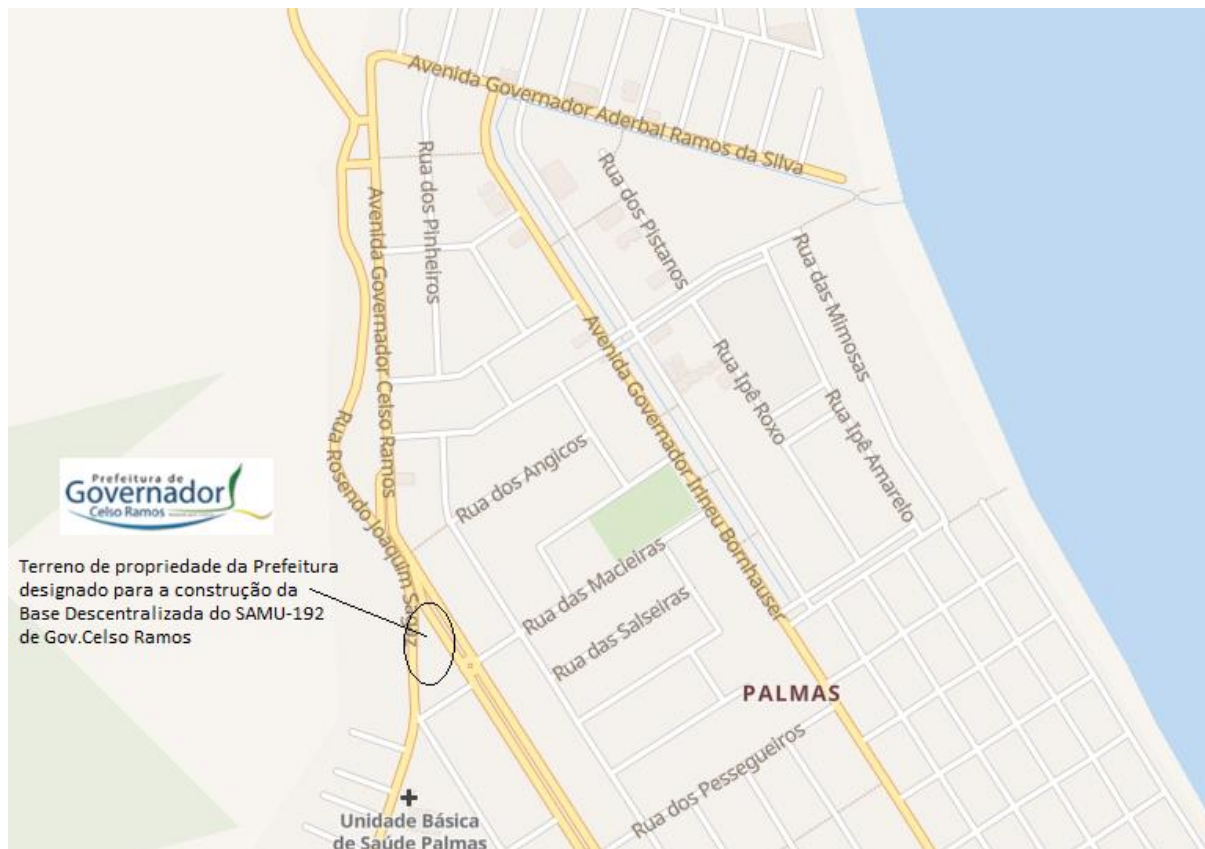 Avenida Governador Aderbal Ramos da Silva
Rua dos Pinheiros
Rua dos Pistanos
Avenida Governador Celso Ramos
Rua das Mimosas
Avenida Governador Irineu Bornhauser
Rua Ipê Roxo
Rua Ipê Amarelo
Rua Rosendo Joaquim Sagáz
Rua dos Angicos
Prefeitura de
Governador
Celso Ramos
Terreno de propriedade da Prefeitura
designado para a construção da
Base Descentralizada do SAMU-192
de Gov.Celso Ramos
Rua das Macieiras
Rua das Salseiras
PALMAS
Rua dos Pessegueiros
Unidade Básica
de Saúde Palmas